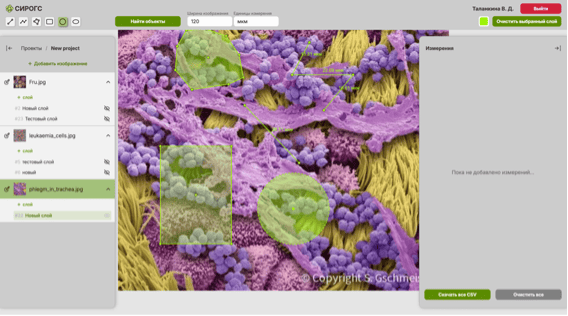 СИРОГС
Таланкина В. Д.
Выйти
Найти объекты
Ширина изображения
120
Единицы измерения
мкм
Очистить выбранный слой
Проекты / New project
+ Добавить изображение
Fru.jpg
+ слой
Новый слой
Тестовый слой
leukaemia_cells.jpg
+ слой
тестовый слой
новый
phlegm_in_trachea.jpg
+ слой
Новый слой
Измерения
Пока не добавлено измерений...
Скачать все CSV
Очистить все
© Copyright S. Gschmei